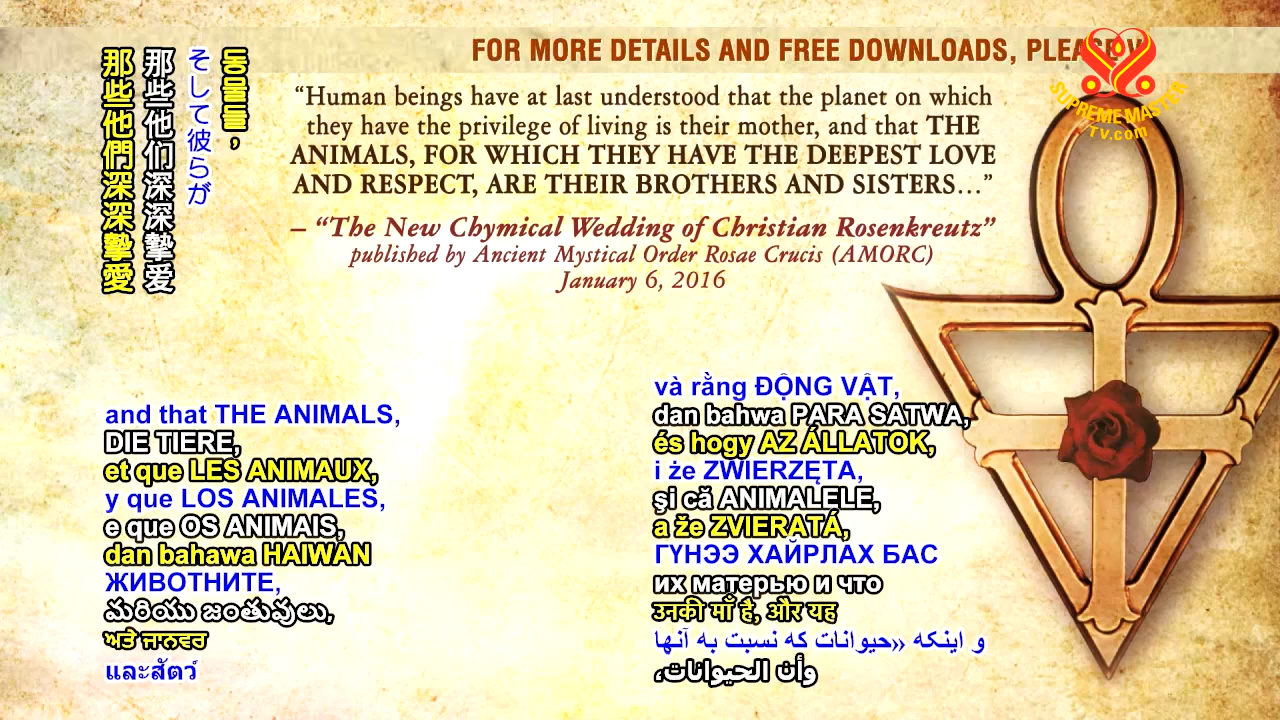 FOR MORE DETAILS AND FREE DOWNLOADS, PLEASE V
SUPREME MASTER
TV.com
“Human beings have at last understood that the planet on which
they have the privilege of living is their mother, and that THE
ANIMALS, FOR WHICH THEY HAVE THE DEEPEST LOVE
AND RESPECT, ARE THEIR BROTHERS AND SISTERS…”
– “The New Chymical Wedding of Christian Rosenkreutz”
published by Ancient Mystical Order Rosae Crucis (AMORC)
January 6, 2016
동물들,
そして彼らが
那些他们深深挚爱
那些他們深深摯愛
and that THE ANIMALS,
DIE TIERE,
et que LES ANIMAUX,
y que LOS ANIMALES,
e que OS ANIMAIS,
dan bahawa HAIWAN
ЖИВОТНИТЕ,
మరియు జంతువులు,
ਅਤੇ ਜਾਨਵਰ
และสัตว์
và rằng ĐỘNG VẬT,
dan bahwa PARA SATWA,
és hogy AZ ÁLLATOK,
i że ZWIERZĘTA,
şi că ANIMALELE,
a že ZVIERATÁ,
ГҮНЭЭ ХАЙРЛАХ БАС
их матерью и что
उनकी माँ है, और यह
و اینکه «حیوانات که نسبت به آنها
وأن الحيوانات،